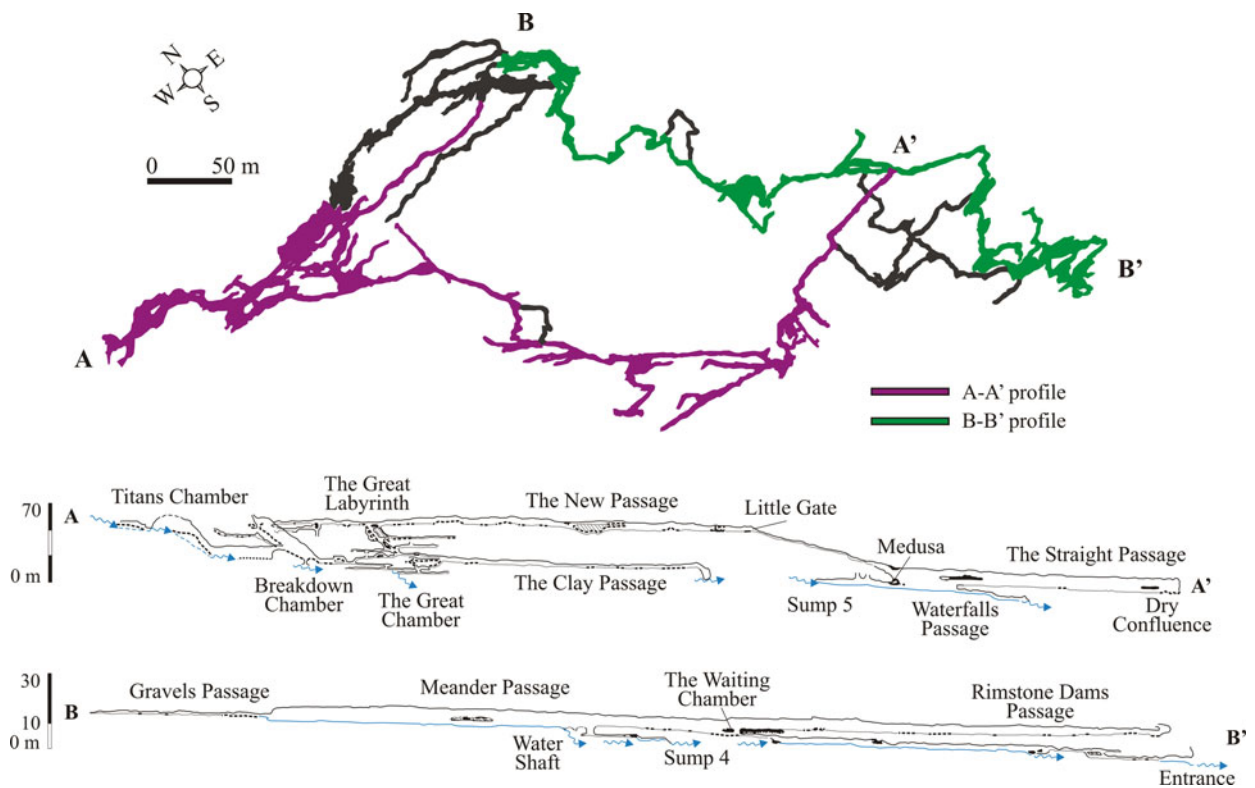 B
N
E
W
S
0 50 m
A'
B'
A
A-A' profile
B-B' profile
70
A
0 m
Titans Chamber
The Great
Labyrinth
The New Passage
Little Gate
Medusa
The Straight Passage
Breakdown
Chamber
The Great
Chamber
The Clay Passage
Sump 5
Waterfalls
Passage
Dry
Confluence
A'
30
10
0 m
B
Gravels Passage
Meander Passage
The Waiting
Chamber
Rimstone Dams
Passage
Water
Shaft
Sump 4
B'
Entrance